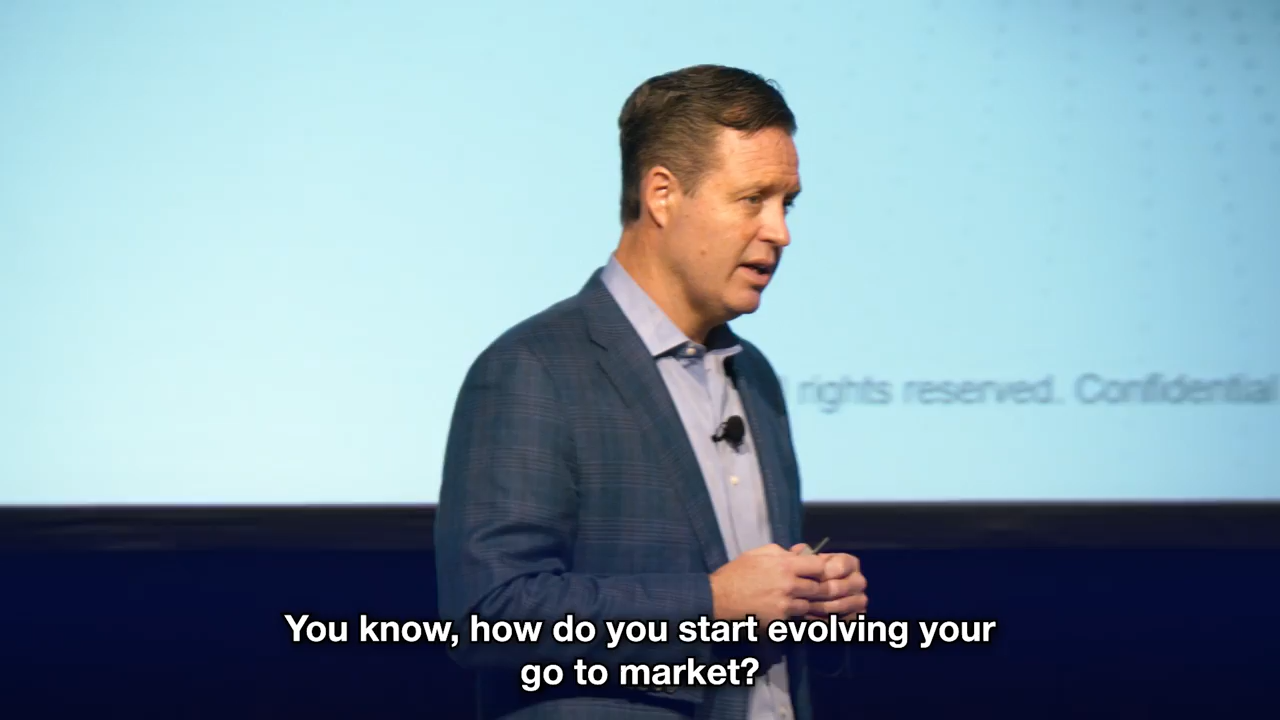 rights reserved. Confidential
You know, how do you start evolving your
go to market?